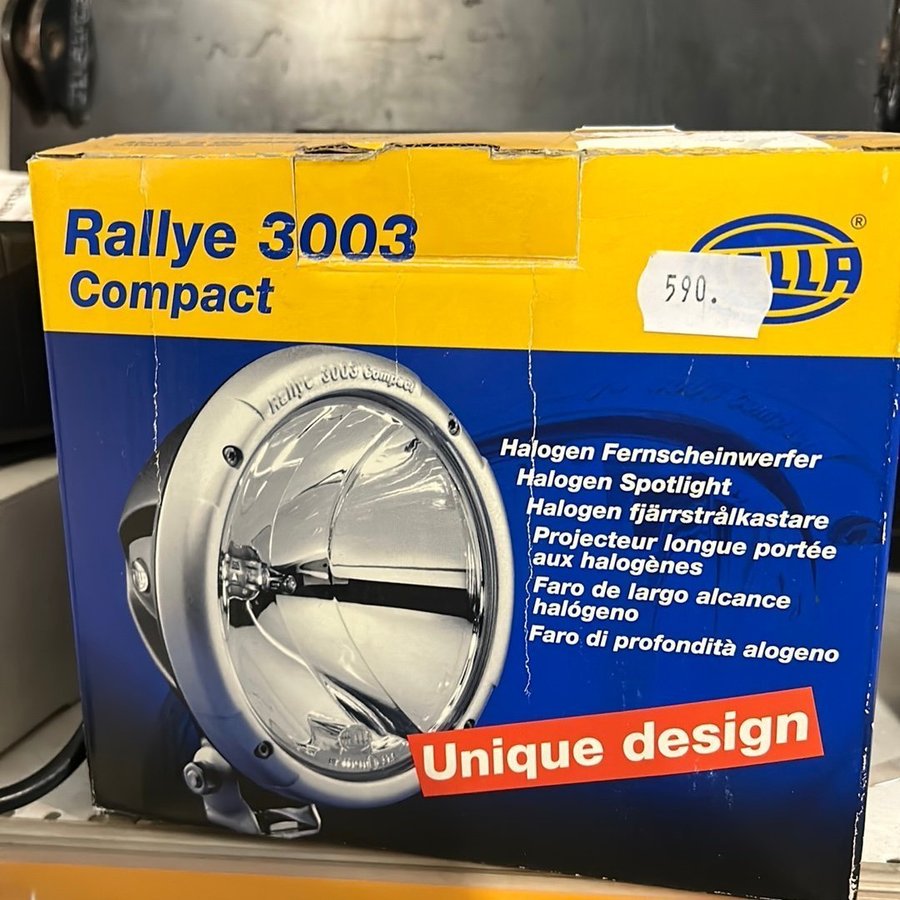 Rallye 3003
Compact
HELLA
®
590.
Rallye 3003 Compact
Halogen Fernscheinwerfer
Halogen Spotlight
Halogen fjärrstrålkastare
Projecteur longue portée
aux halogènes
Faro de largo alcance
halógeno
Faro di profondità alogeno
Unique design